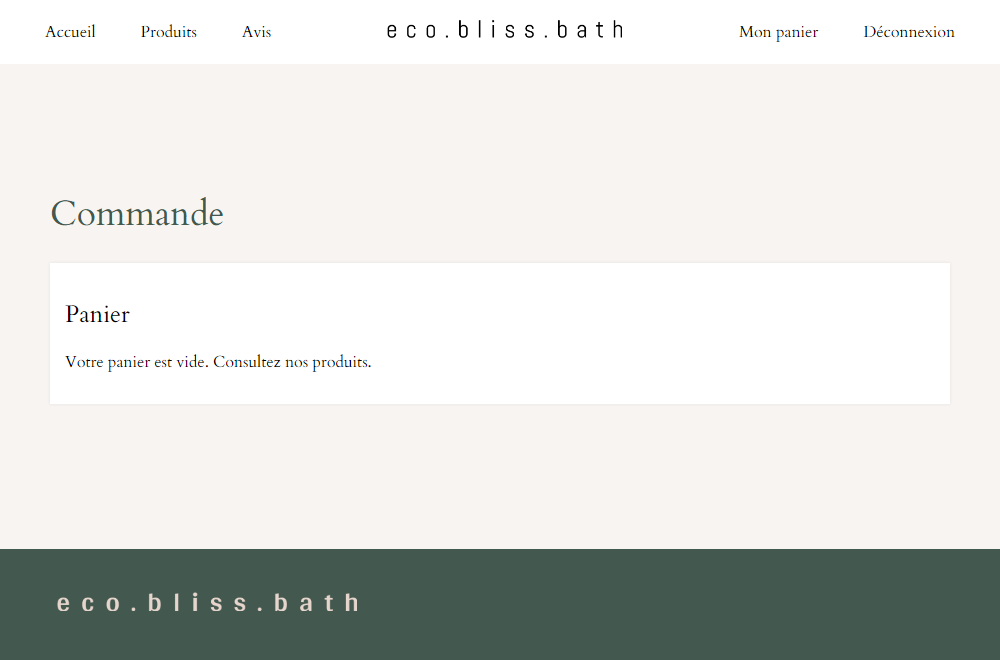 Accueil Produits Avis eco.bliss.bath Mon panier Déconnexion
Commande
Panier
Votre panier est vide. Consultez nos produits.
eco.bliss.bath